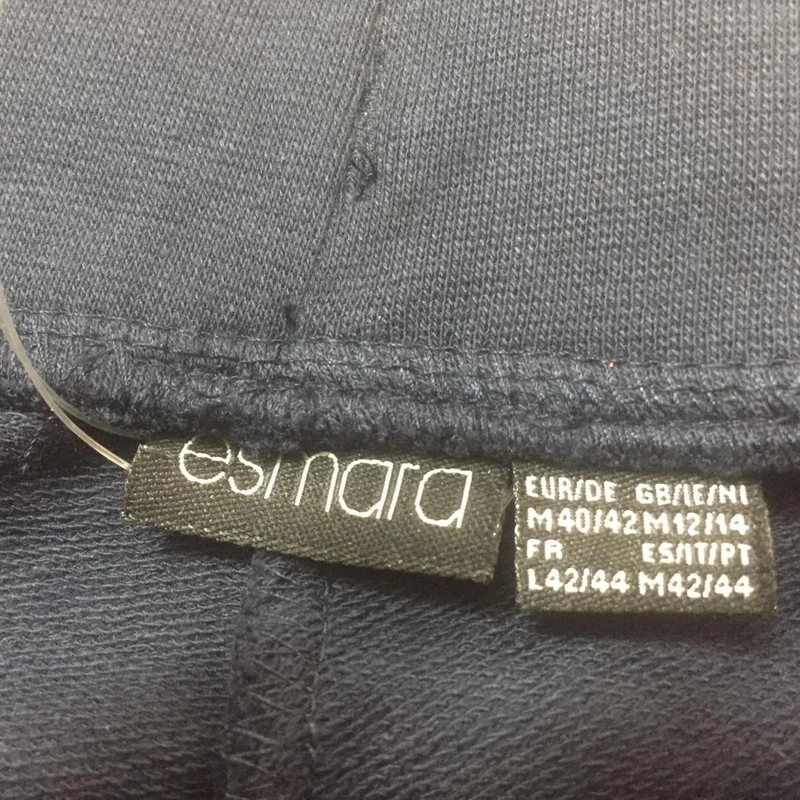 esmara
EUR/DE GB/IE/NI
M40/42 M12/14
FR ES/IT/PT
L42/44 M42/44